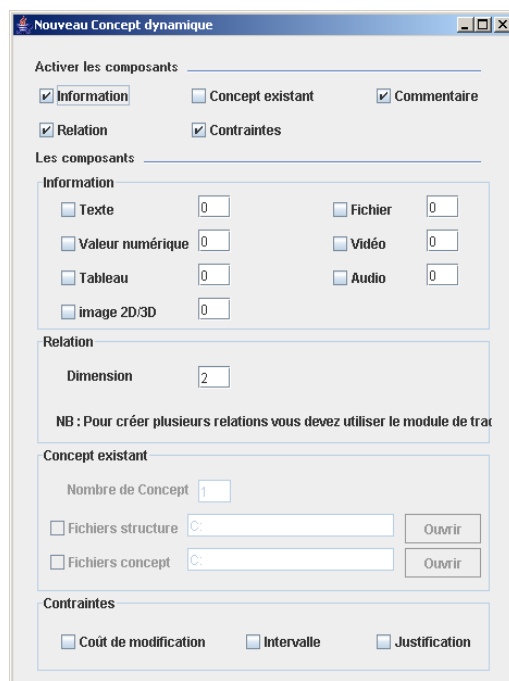 Nouveau Concept dynamique
Activer les composants
Information Concept existant Commentaire
Relation Contraintes
Les composants
Information
Texte 0 Fichier 0
Valeur numérique 0 Vidéo 0
Tableau 0 Audio 0
image 2D/3D 0
Relation
Dimension 2
NB : Pour créer plusieurs relations vous devez utiliser le module de trac
Concept existant
Nombre de Concept 1
Fichiers structure C: Ouvrir
Fichiers concept C: Ouvrir
Contraintes
Coût de modification Intervalle Justification